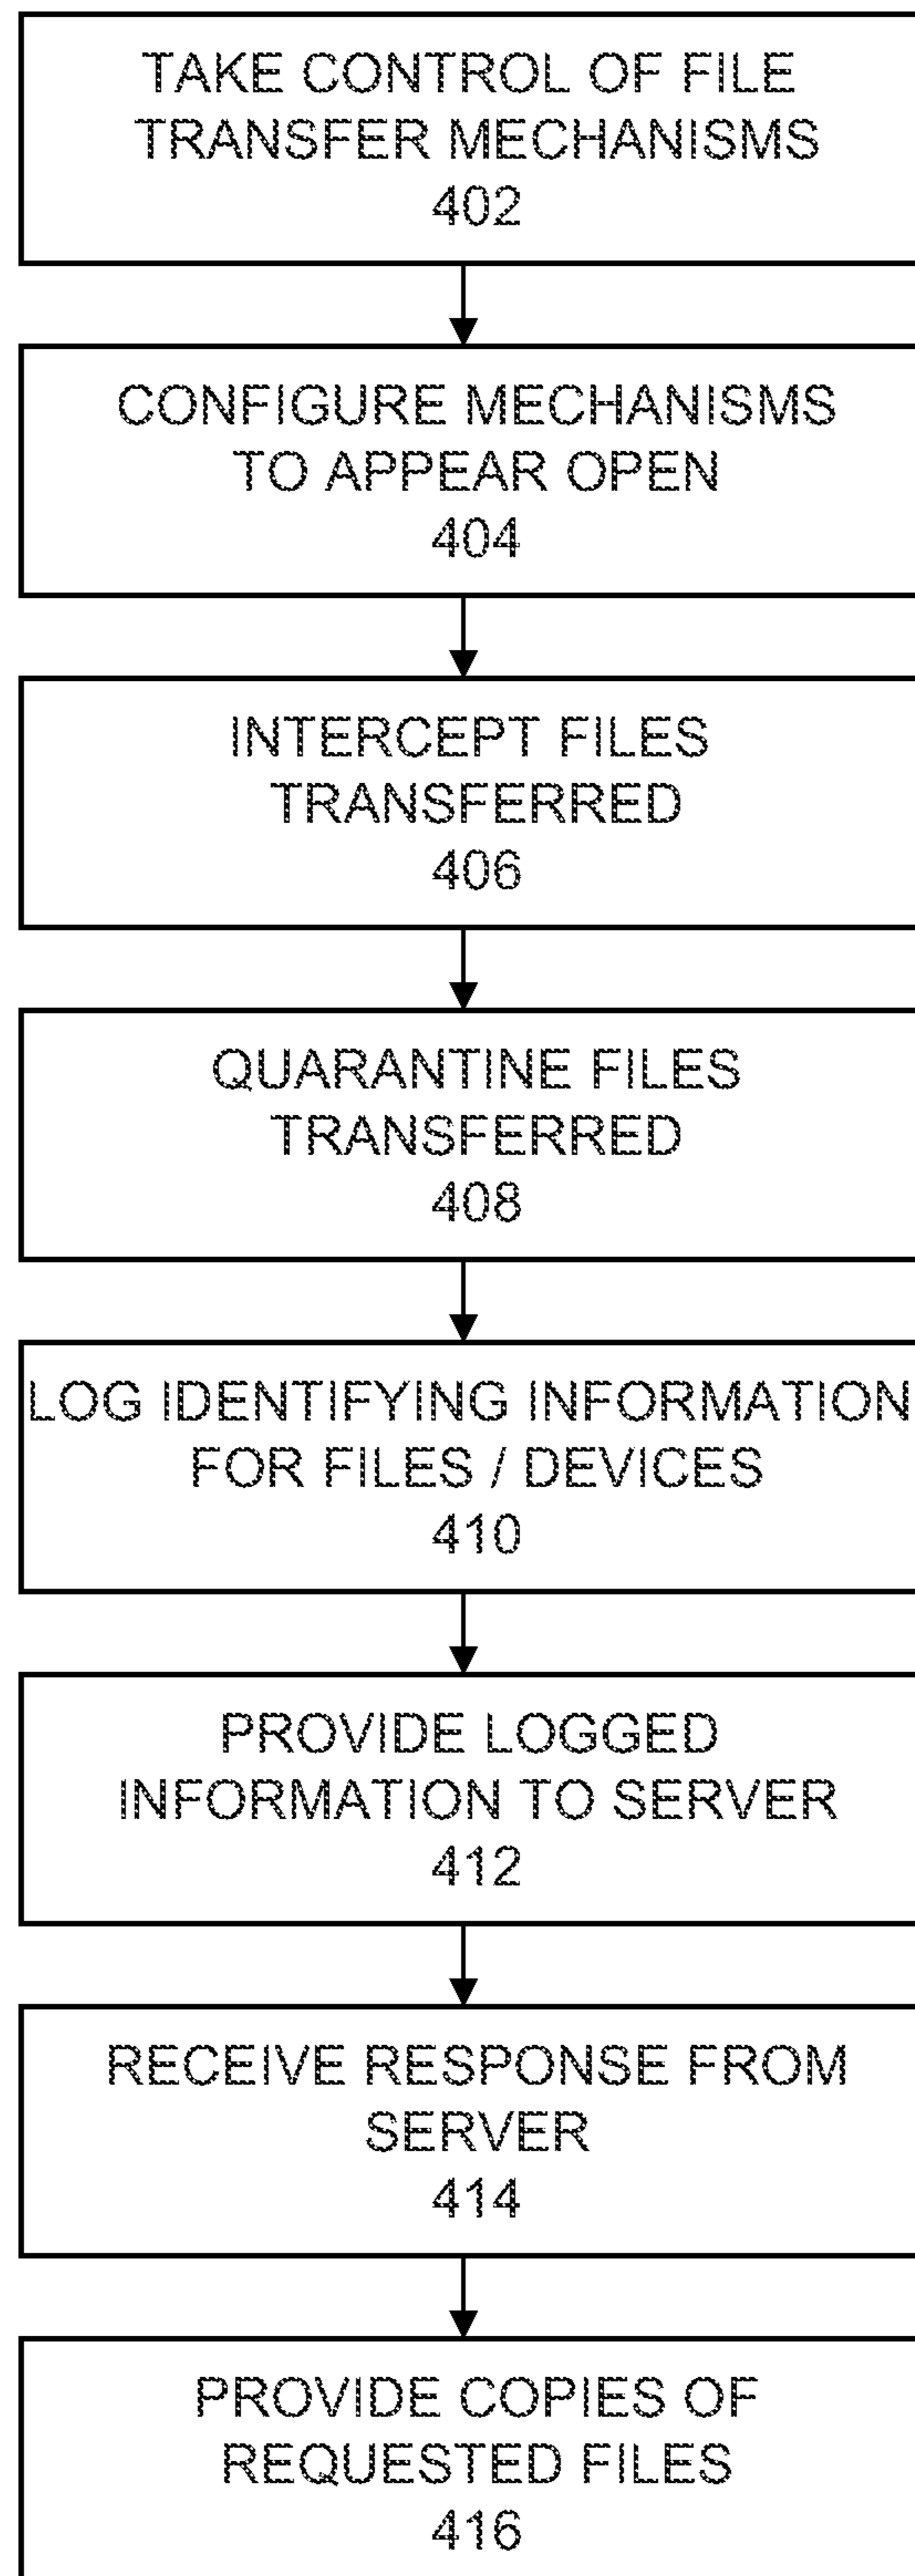 TAKE CONTROL OF FILE
TRANSFER MECHANISMS
402
CONFIGURE MECHANISMS
TO APPEAR OPEN
404
INTERCEPT FILES
TRANSFERRED
406
QUARANTINE FILES
TRANSFERRED
408
LOG IDENTIFYING INFORMATION
FOR FILES / DEVICES
410
PROVIDE LOGGED
INFORMATION TO SERVER
412
RECEIVE RESPONSE FROM
SERVER
414
PROVIDE COPIES OF
REQUESTED FILES
416